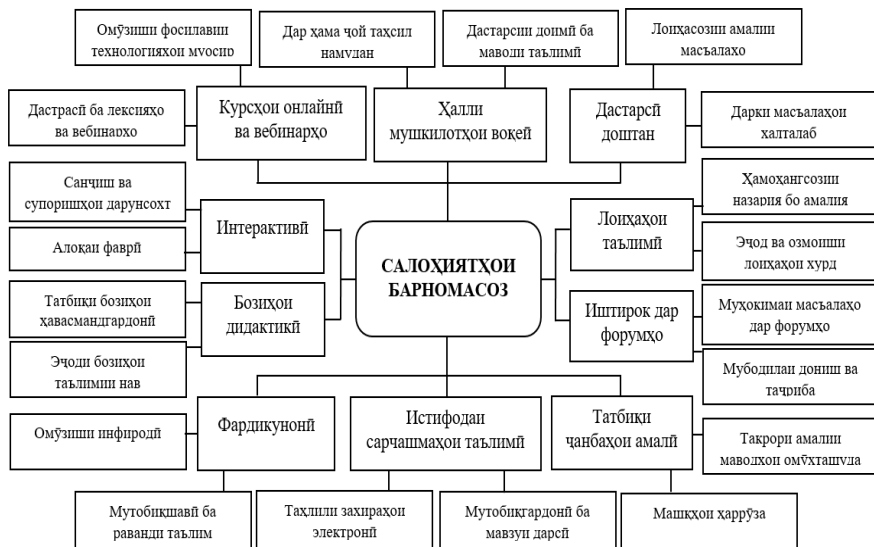 Омӯзиши фосилавии
технологияҳои муосир
Дар ҳама ҷой таҳсил
намудан
Дастарсии доимӣ ба
маводи таълимӣ
Лоиҳасозии амалии
масъалаҳо
Дастрасӣ ба лексияҳо
ва вебинарҳо
Курсҳои онлайнӣ
ва вебинарҳо
Ҳалли
мушкилотҳои воқеӣ
Дастарсӣ
доштан
Дарки масъалаҳои
халталаб
Санҷиш ва
супоришҳои дарунсохт
Интерактивӣ
Алоқаи фаврӣ
САЛОҲИЯТҲОИ
БАРНОМАСОЗ
Лоиҳаҳои
таълимӣ
Ҳамоҳангсозии
назария бо амалия
Эҷод ва озмоиши
лоиҳаҳои хурд
Татбиқи бозиҳои
ҳавасмандгардонӣ
Бозиҳои
дидактикӣ
Эҷоди бозиҳои
таълимии нав
Иштирок дар
форумҳо
Муҳокимаи масъалаҳо
дар форумҳо
Мубодилаи дониш ва
таҷриба
Омӯзиши инфиродӣ
Фардикунонӣ
Истифодаи
сарчашмаҳои таълимӣ
Татбиқи
ҷанбаҳои амалӣ
Такрори амалии
маводҳои омӯхташуда
Мутобиқшавӣ ба
раванди таълим
Таҳлили захираҳои
электронӣ
Мутобиқгардонӣ ба
мавзуи дарсӣ
Машқҳои ҳаррӯза